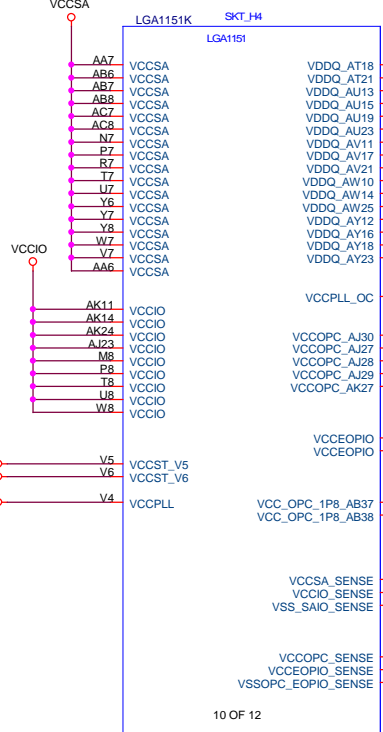 VCCSA
LGA1151K SKT_H4
LGA1151
AA7 VCCSA VDDQ_AT18
AB6 VCCSA VDDQ_AT21
AB7 VCCSA VDDQ_AU13
AB8 VCCSA VDDQ_AU15
AC7 VCCSA VDDQ_AU19
AC8 VCCSA VDDQ_AU23
N7 VCCSA VDDQ_AV11
P7 VCCSA VDDQ_AV17
R7 VCCSA VDDQ_AV21
T7 VCCSA VDDQ_AW10
U7 VCCSA VDDQ_AW14
Y6 VCCSA VDDQ_AW25
Y7 VCCSA VDDQ_AY12
Y8 VCCSA VDDQ_AY16
W7 VCCSA VDDQ_AY18
V7 VCCSA VDDQ_AY23
AA6 VCCSA
VCCIO
VCCPLL_OC
AK11 VCCIO
AK14 VCCIO
AK24 VCCIO VCCOPC_AJ30
AJ23 VCCIO VCCOPC_AJ27
M8 VCCIO VCCOPC_AJ28
P8 VCCIO VCCOPC_AJ29
T8 VCCIO VCCOPC_AK27
U8 VCCIO
W8 VCCIO
VCCEOPIO
VCCEOPIO
V5 VCCST_V5
V6 VCCST_V6
V4 VCCPLL VCC_OPC_1P8_AB37
VCC_OPC_1P8_AB38
VCCSA_SENSE
VCCIO_SENSE
VSS_SAIO_SENSE
VCCOPC_SENSE
VCCEOPIO_SENSE
VSSOPC_EOPIO_SENSE
10 OF 12